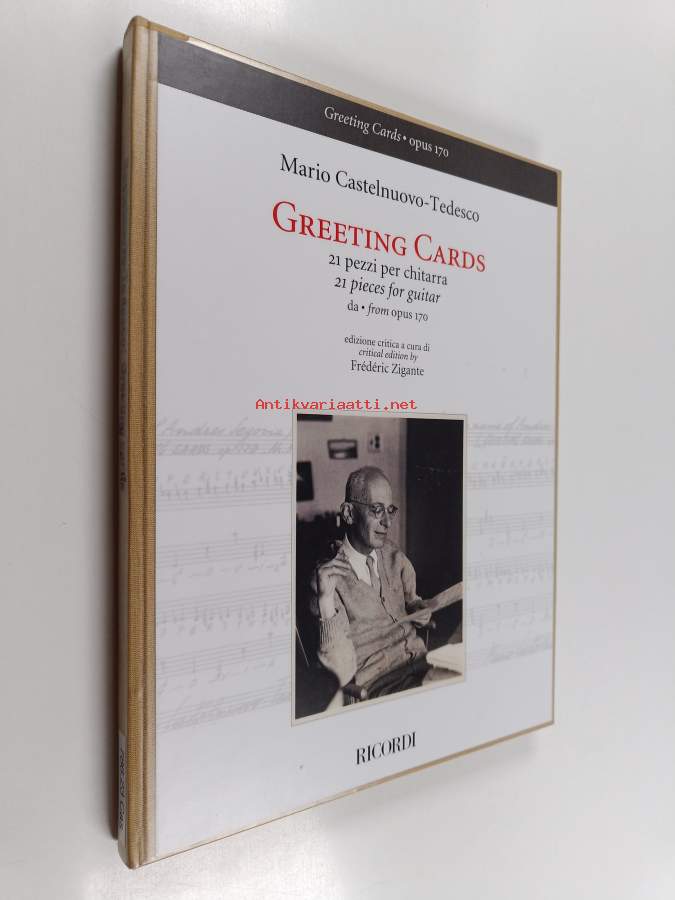 Greeting Cards • opus 170
Mario Castelnuovo-Tedesco
GREETING CARDS
21 pezzi per chitarra
21 pieces for guitar
da • from opus 170
edizione critica a cura di
critical edition by
Frédéric Zigante
Antikvariaatti.net
RICORDI